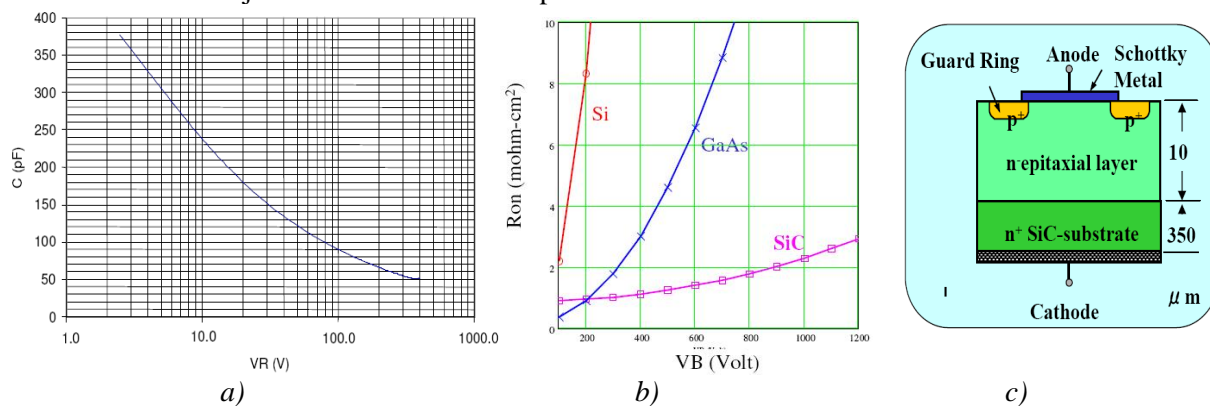 400
350
300
250
200
150
100
50
0
C (pF)
1.0
10.0
100.0
1000.0
VR (V)
a)
10
8
6
4
2
0
Ron (mohm-cm²)
Si
GaAs
SiC
200
400
600
800
1000
1200
VB (Volt)
b)
Guard Ring
Anode
Schottky
Metal
p+
p+
n-epitaxial layer
10
n+ SiC-substrate
350
Cathode
μ m
c)